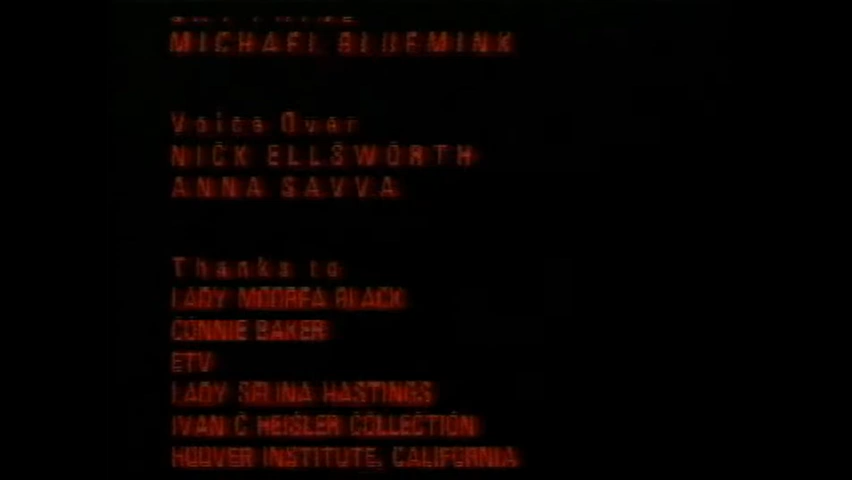 MICHAEL BLUEMINK
Voice Over
NICK ELLSWORTH
ANNA SAVVA
Thanks to
LADY MOOREA BLACK
CONNIE BAKER
ETV
LADY SELINA HASTINGS
IVAN C HEISLER COLLECTION
HOOVER INSTITUTE, CALIFORNIA